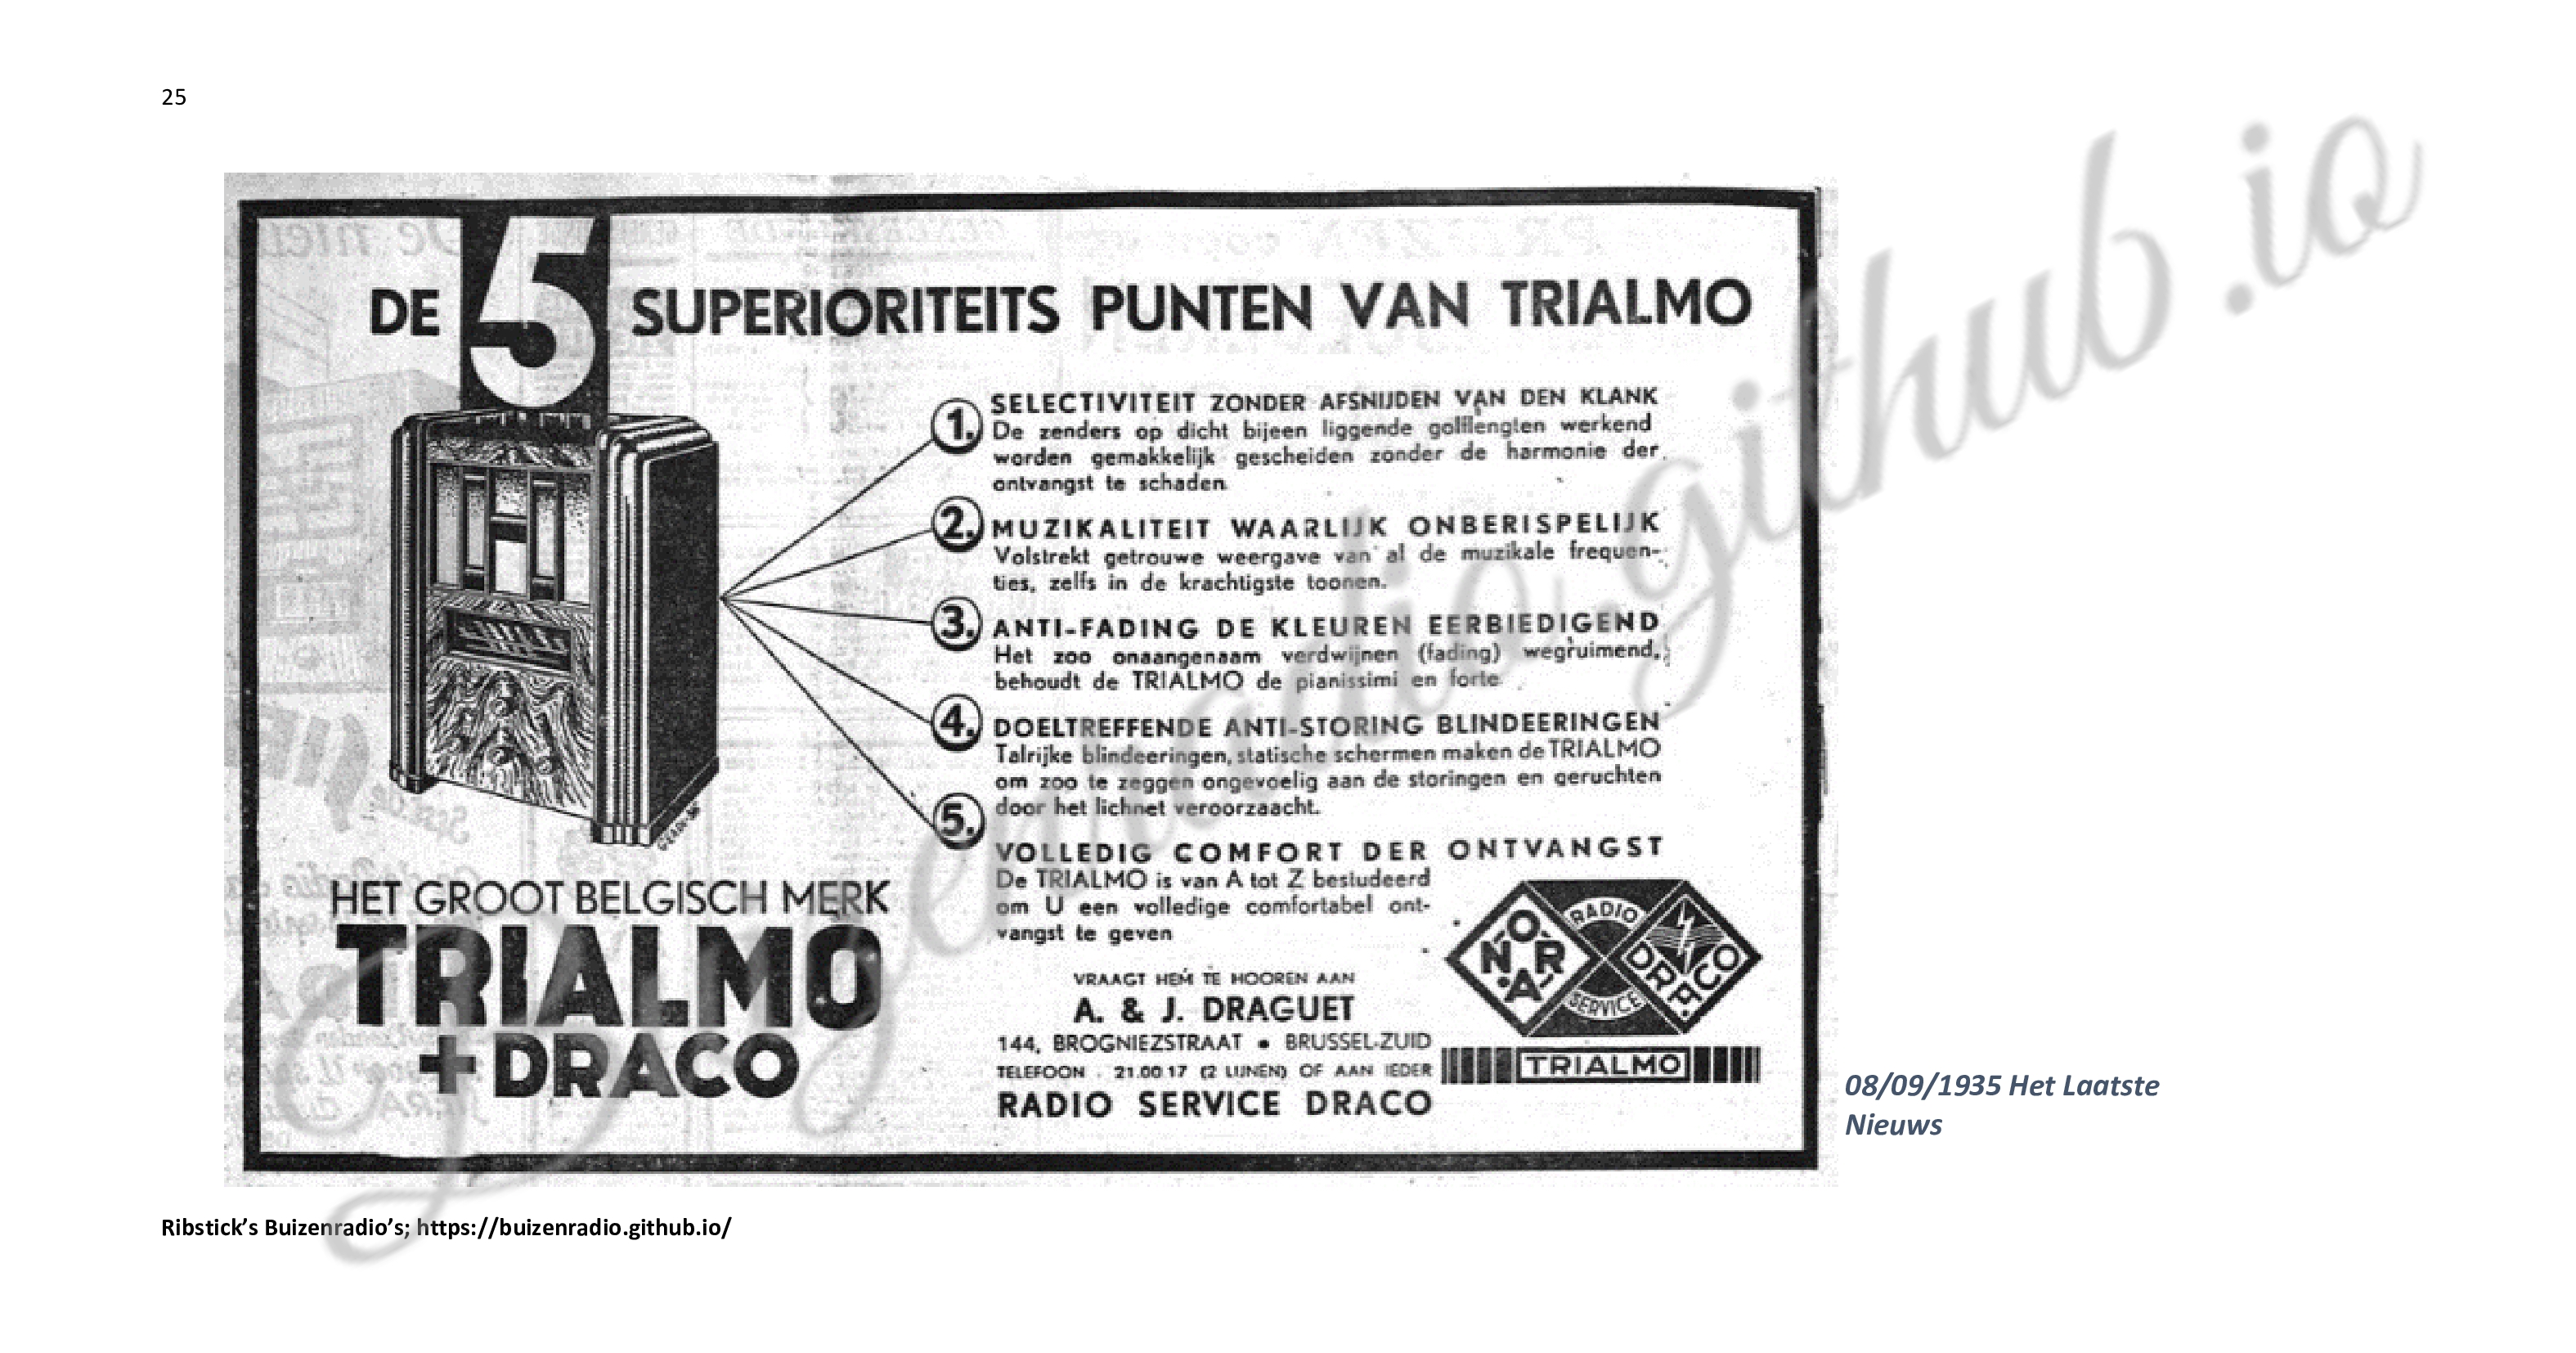 25
DE 5 SUPERIORITEITS PUNTEN VAN TRIALMO
1. SELECTIVITEIT ZONDER AFSNIJDEN VAN DEN KLANK
De zenders op dicht bijeen liggende golflenglen werkend
worden gemakkelijk gescheiden zonder de harmonie der
ontvangst te schaden
2. MUZIKALITEIT WAARLIJK ONBERISPELIJK
Volstrekt getrouwe weergave van al de muzikale frequen-
ties, zelfs in de krachtigste toonen.
3. ANTI-FADING DE KLEUREN EERBIEDIGEND
Het zoo onaangenaam verdwijnen (fading) wegruimend,
behoudt de TRIALMO de pianissimi en forte
4. DOELTREFFENDE ANTI-STORING BLINDEERINGEN
Talrijke blindeeringen, statische schermen maken de TRIALMO
om zoo te zeggen ongevoelig aan de storingen en geruchten
door het lichnet veroorzaacht.
5. VOLLEDIG COMFORT DER ONTVANGST
De TRIALMO is van A tot Z bestudeerd
om U een volledige comfortabel ont-
vangst te geven
HET GROOT BELGISCH MERK
TRIALMO
+DRACO
VRAAGT HEM TE HOOREN AAN
A. & J. DRAGUET
144, BROGNIEZSTRAAT • BRUSSEL-ZUID
TELEFOON . 21.00 17 (2 LIJNEN) OF AAN IEDER
RADIO SERVICE DRACO
NORA
RADIO
SERVICE
DRACO
TRIALMO
08/09/1935 Het Laatste
Nieuws
Ribstick's Buizenradio's; https://buizenradio.github.io/
Buizenradio.github.io